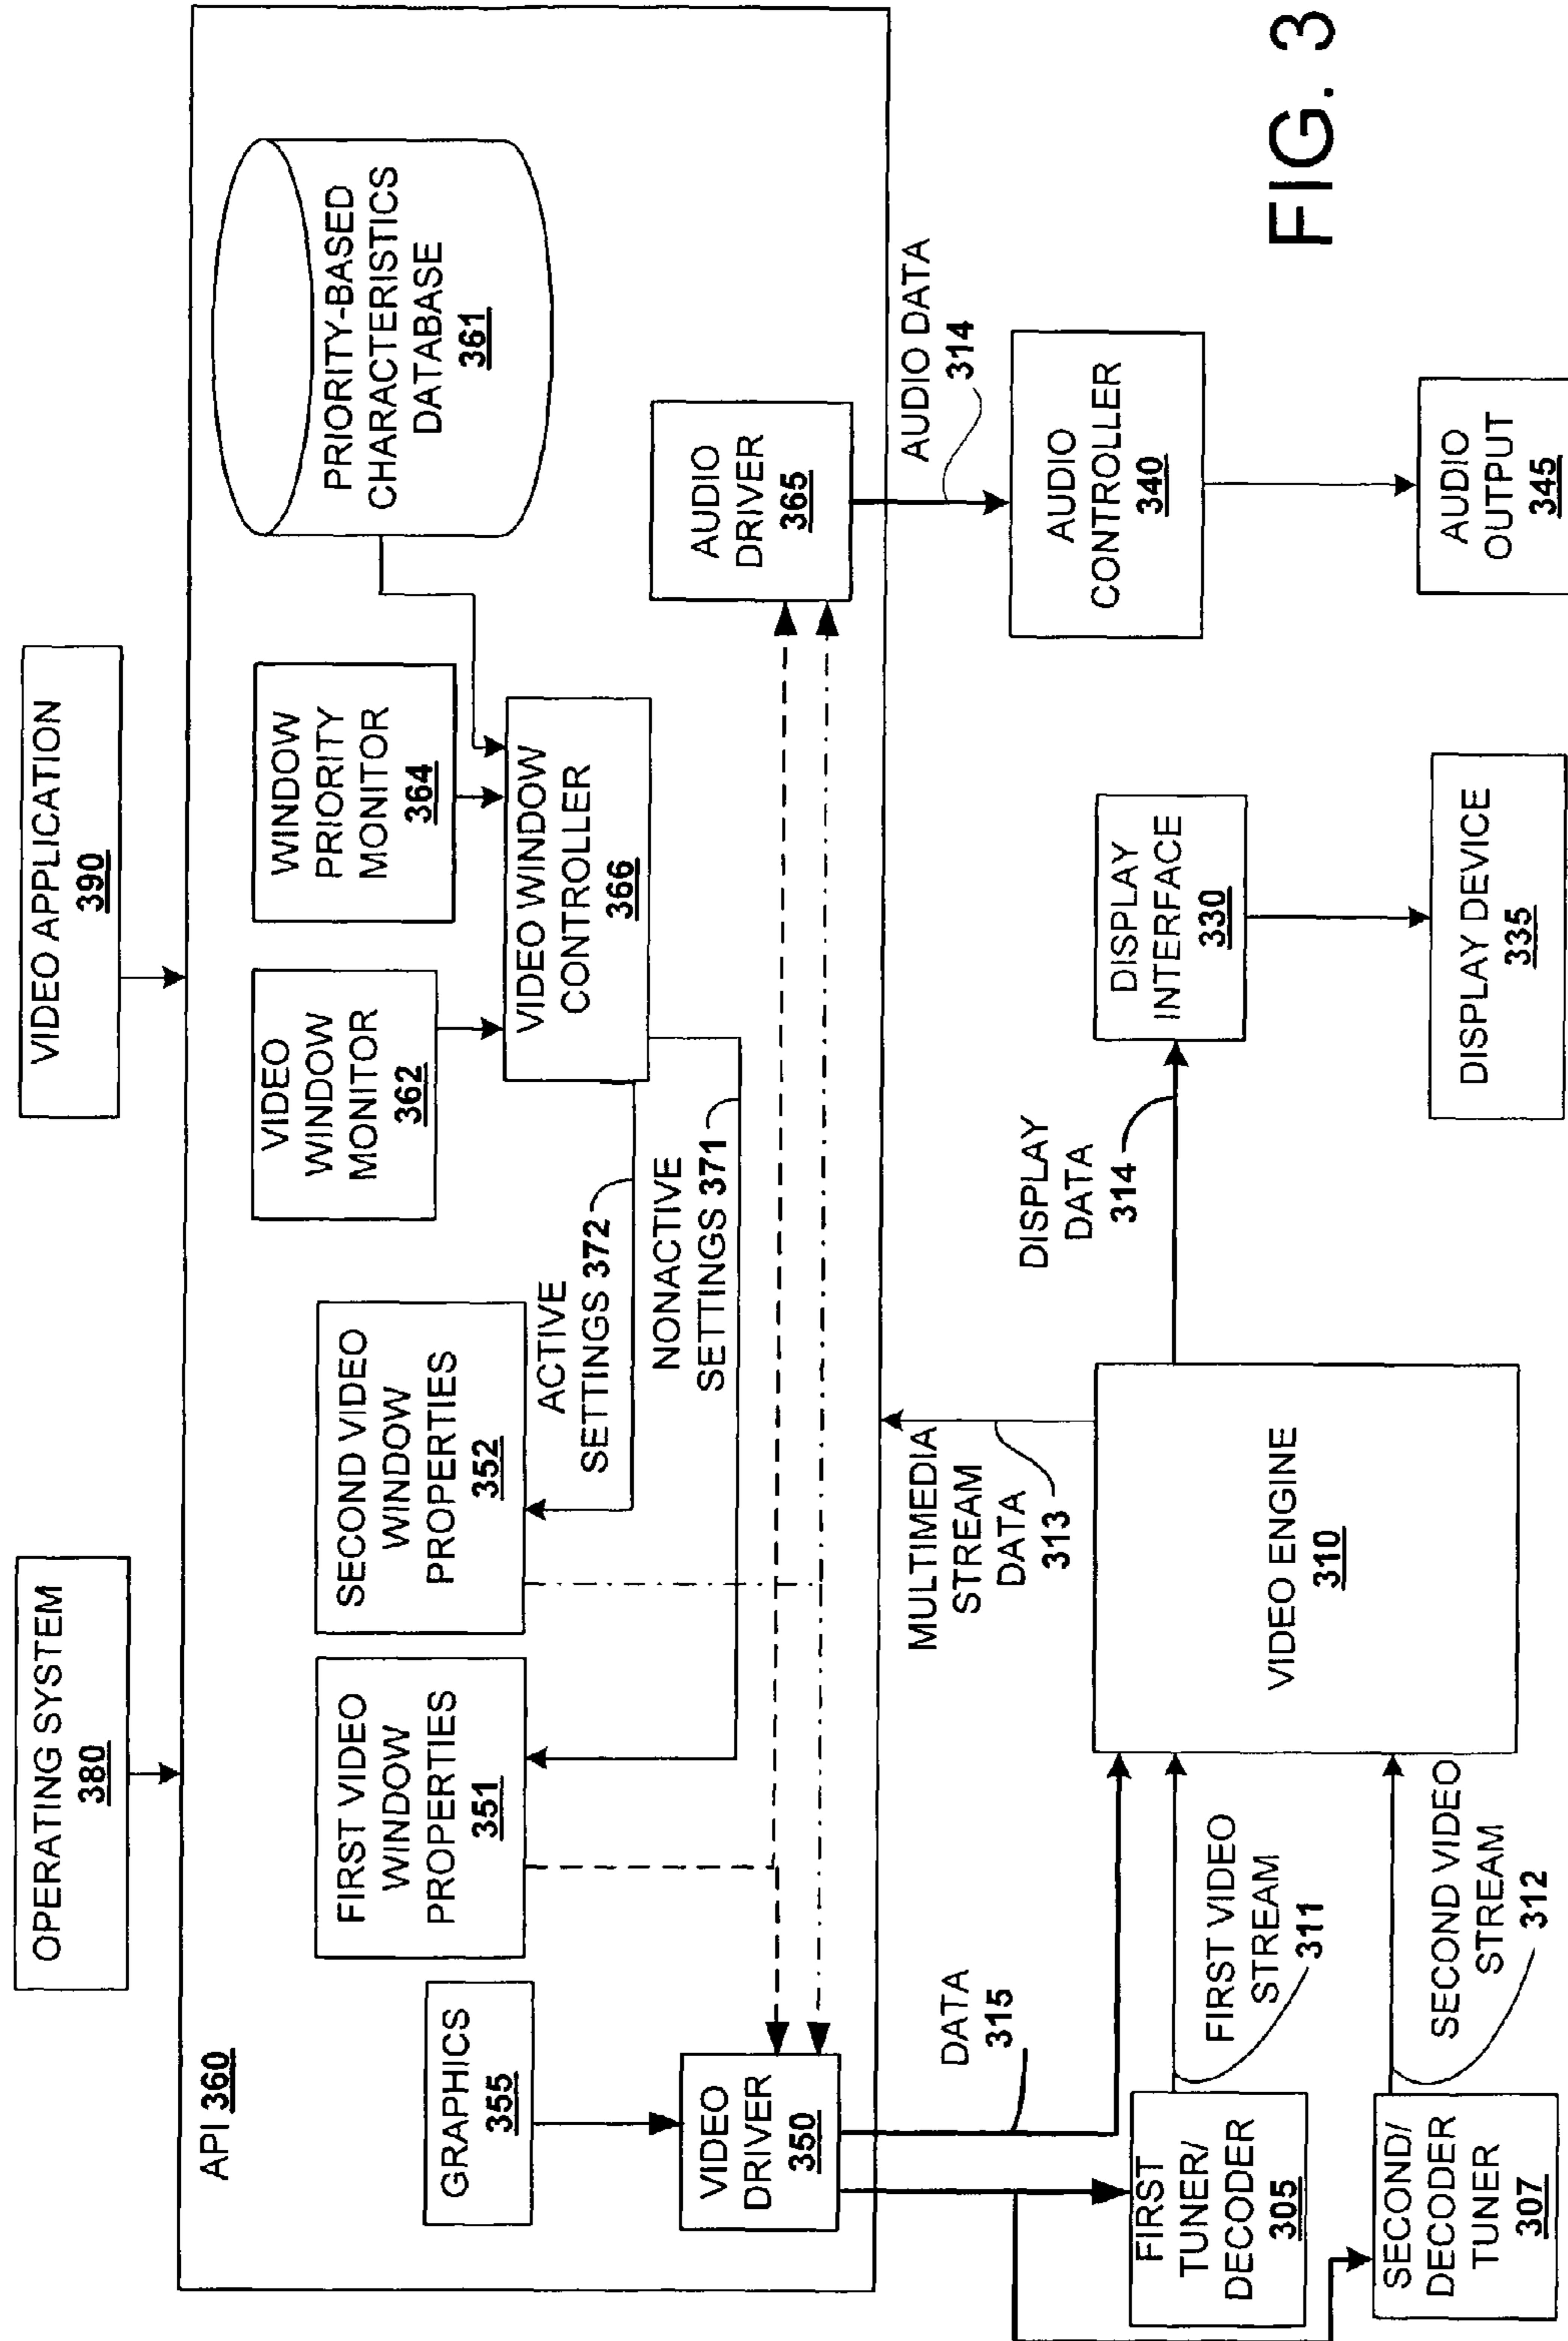 OPERATING SYSTEM
380
VIDEO APPLICATION
390
API 360
GRAPHICS
355
FIRST VIDEO
WINDOW
PROPERTIES
351
SECOND VIDEO
WINDOW
PROPERTIES
352
VIDEO
WINDOW
MONITOR
362
WINDOW
PRIORITY
MONITOR
364
PRIORITY-BASED
CHARACTERISTICS
DATABASE
361
VIDEO WINDOW
CONTROLLER
366
ACTIVE
SETTINGS 372
NONACTIVE
SETTINGS 371
VIDEO
DRIVER
350
AUDIO
DRIVER
365
DATA
315
MULTIMEDIA
STREAM
DATA
313
AUDIO DATA
314
FIRST
TUNER/
DECODER
305
FIRST VIDEO
STREAM
311
SECOND/
DECODER
TUNER
307
SECOND VIDEO
STREAM
312
VIDEO ENGINE
310
DISPLAY
DATA
314
DISPLAY
INTERFACE
330
DISPLAY DEVICE
335
AUDIO
CONTROLLER
340
AUDIO
OUTPUT
345
FIG. 3